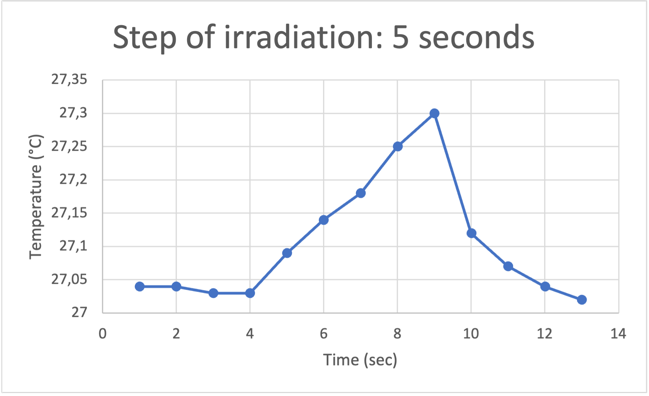 Step of irradiation: 5 seconds
Temperature (°C)
27,35
27,3
27,25
27,2
27,15
27,1
27,05
27
0 2 4 6 8 10 12 14
Time (sec)